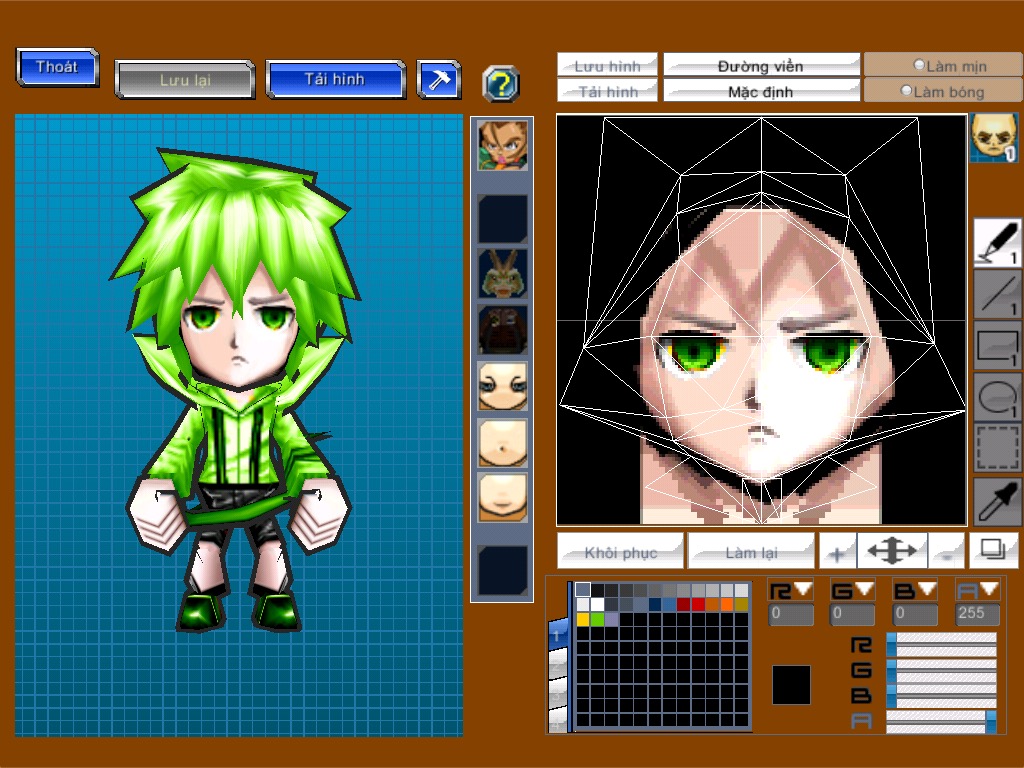 Thoát
Lưu lại
Tải hình
?
Lưu hình
Đường viền
Làm mịn
Tải hình
Mặc định
Làm bóng
1
1
1
1
1
Khôi phục
Làm lại
+
-
R
G
B
A
0
0
0
255
1
R
G
B
A